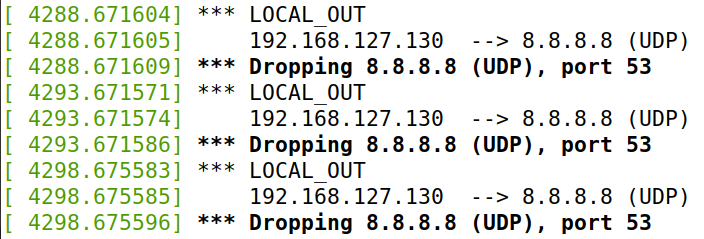 [ 4288.671604] *** LOCAL_OUT
[ 4288.671605]     192.168.127.130  --> 8.8.8.8 (UDP)
[ 4288.671609] *** Dropping 8.8.8.8 (UDP), port 53
[ 4293.671571] *** LOCAL_OUT
[ 4293.671574]     192.168.127.130  --> 8.8.8.8 (UDP)
[ 4293.671586] *** Dropping 8.8.8.8 (UDP), port 53
[ 4298.675583] *** LOCAL_OUT
[ 4298.675585]     192.168.127.130  --> 8.8.8.8 (UDP)
[ 4298.675596] *** Dropping 8.8.8.8 (UDP), port 53